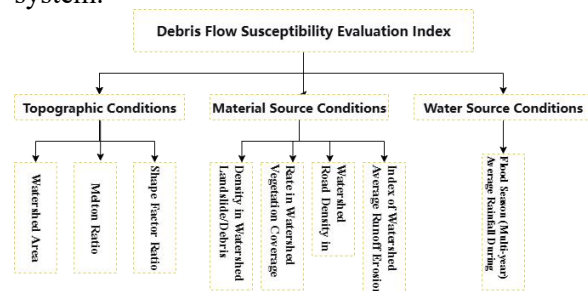 system.
Debris Flow Susceptibility Evaluation Index
Topographic Conditions
Material Source Conditions
Water Source Conditions
Watershed Area
Melton Ratio
Shape Factor Ratio
Landslide/Debris
Density in Watershed
Vegetation Coverage
Rate in Watershed
Road Density in
Watershed
Average Runoff Erosion
Index of Watershed
Average Rainfall During
Flood Season (Multi-year)